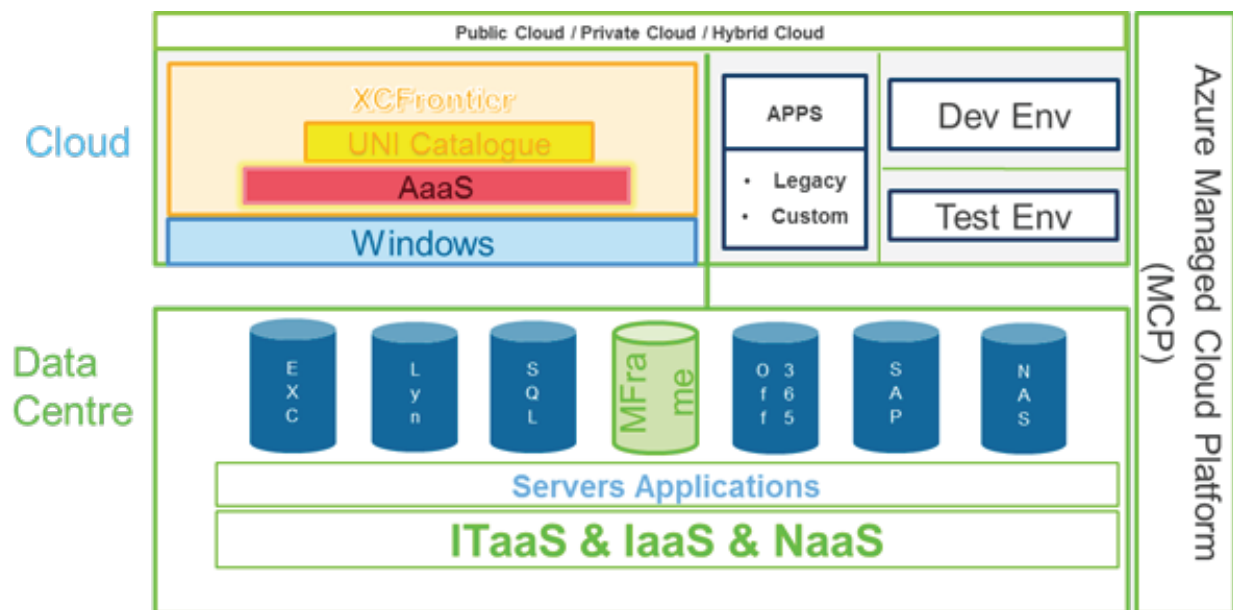 Public Cloud / Private Cloud / Hybrid Cloud
Cloud
XCFrontier
UNI Catalogue
AaaS
Windows
APPS
• Legacy
• Custom
Dev Env
Test Env
Azure Managed Cloud Platform
(MCP)
Data
Centre
EXC
Lyn
SQL
MFra
me
Off 365
SAP
NAS
Servers Applications
ITaaS & IaaS & NaaS